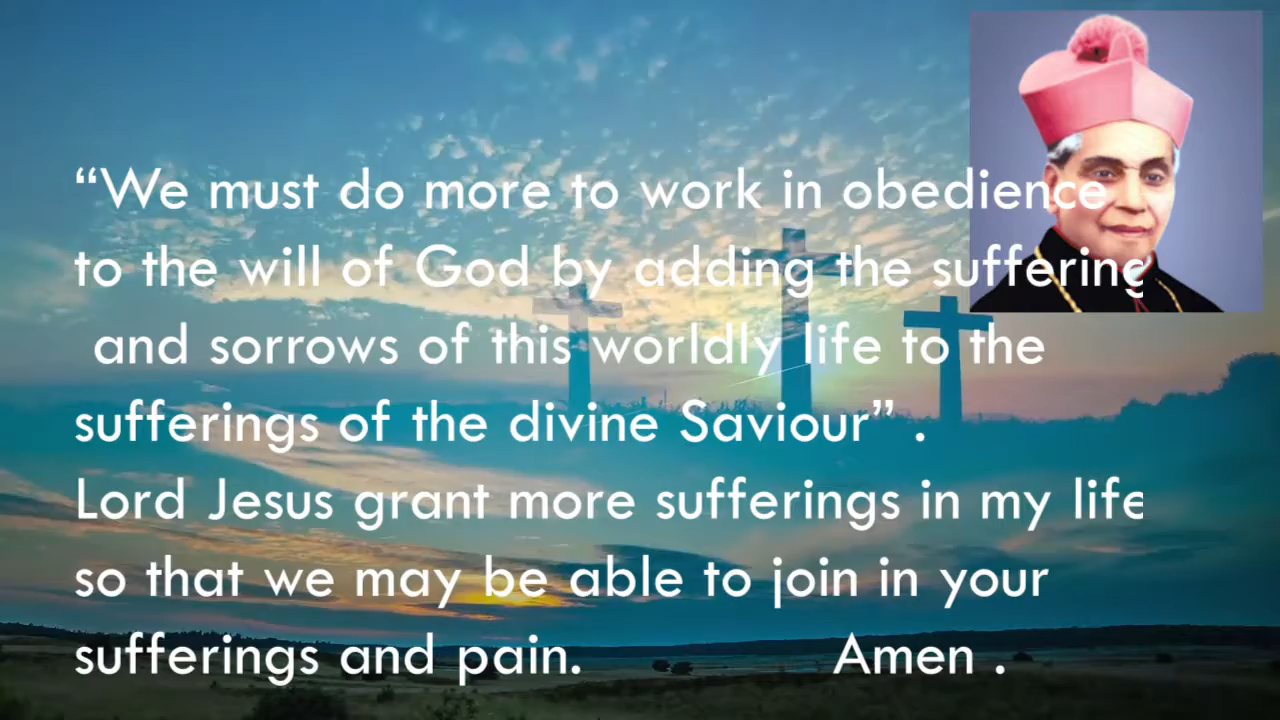 “We must do more to work in obedience
to the will of God by adding the suffering
and sorrows of this worldly life to the
sufferings of the divine Saviour” .
Lord Jesus grant more sufferings in my life
so that we may be able to join in your
sufferings and pain. Amen .